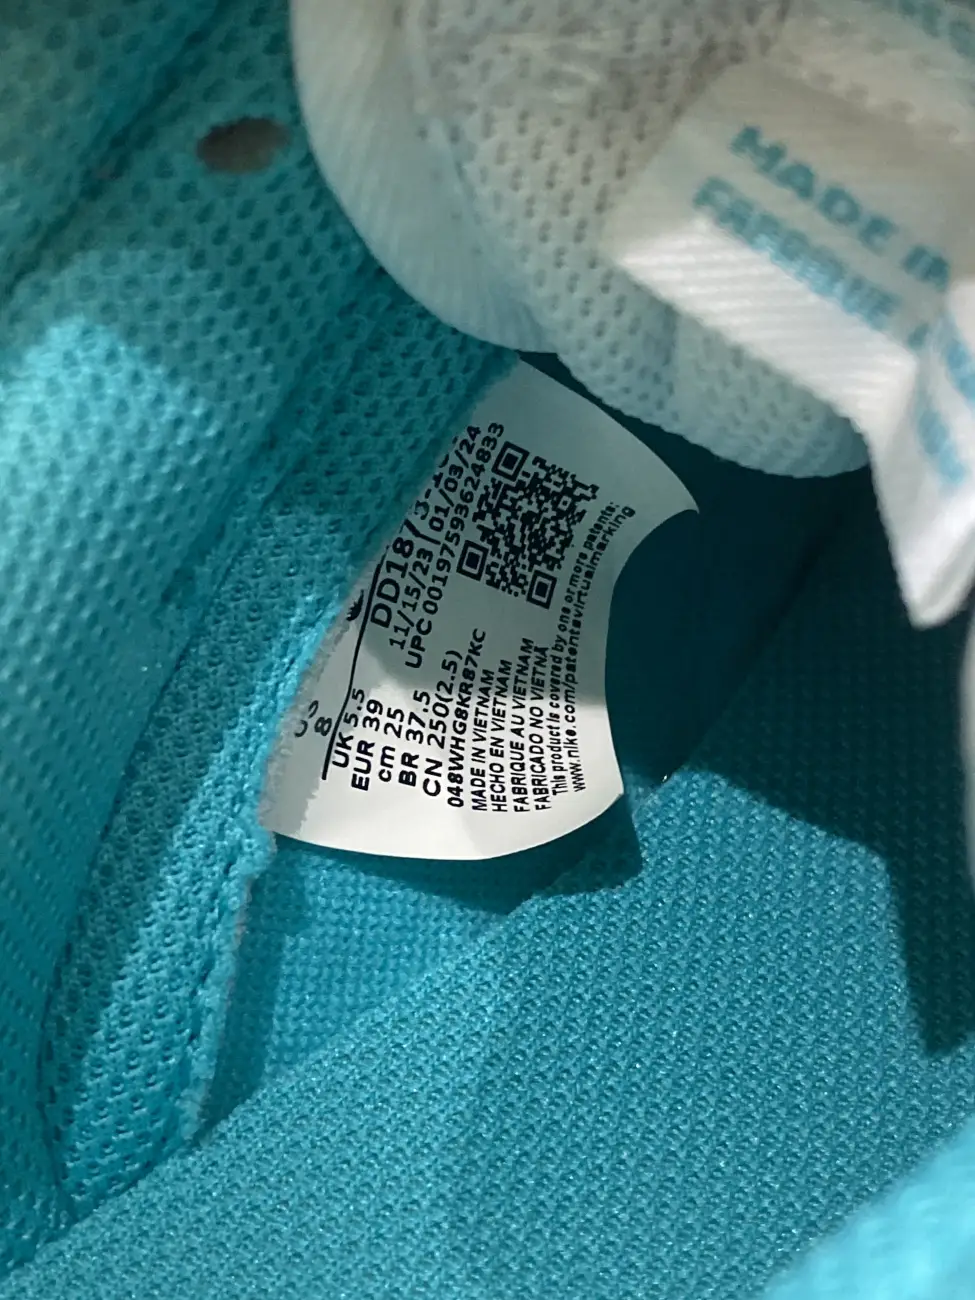 US
8
UK 5.5
EUR 39
cm 25
BR 37.5
CN 250(2.5)
048WHG8KR87KC
MADE IN VIETNAM
HECHO EN VIETNAM
FABRIQUE AU VIETNAM
FABRICADO NO VIETNÃ
This product is covered by one or more patents:
www.nike.com/patentsvirtualmarking
11/15/23 01/03/24
UPC 00197593624833
MADE IN
FABRIQUE